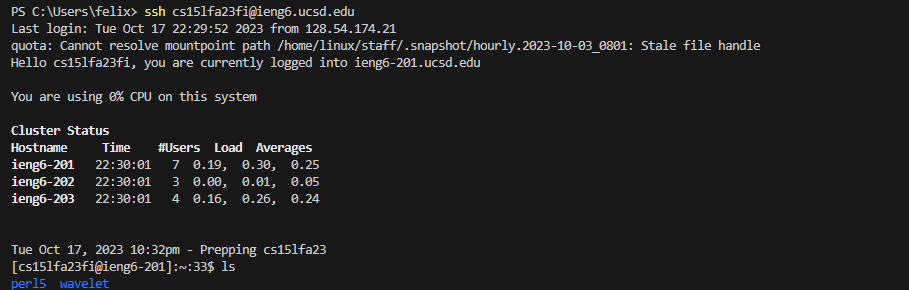 PS C:\Users\felix> ssh cs15lfa23fi@ieng6.ucsd.edu
Last login: Tue Oct 17 22:29:52 2023 from 128.54.174.21
quota: Cannot resolve mountpoint path /home/linux/staff/.snapshot/hourly.2023-10-03_0801: Stale file handle
Hello cs15lfa23fi, you are currently logged into ieng6-201.ucsd.edu
You are using 0% CPU on this system
Cluster Status
Hostname     Time    #Users  Load  Averages
ieng6-201   22:30:01   7  0.19,  0.30,  0.25
ieng6-202   22:30:01   3  0.00,  0.01,  0.05
ieng6-203   22:30:01   4  0.16,  0.26,  0.24
Tue Oct 17, 2023 10:32pm - Prepping cs15lfa23
[cs15lfa23fi@ieng6-201]:~:33$ ls
perl5  wavelet